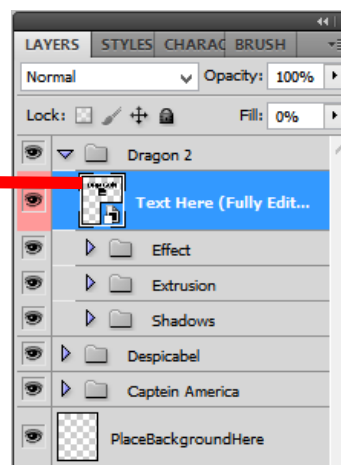 LAYERS STYLES CHARAC BRUSH
Normal Opacity: 100%
Lock: Fill: 0%
Dragon 2
Text Here (Fully Edit...
Effect
Extrusion
Shadows
Despicabel
Captein America
PlaceBackgroundHere